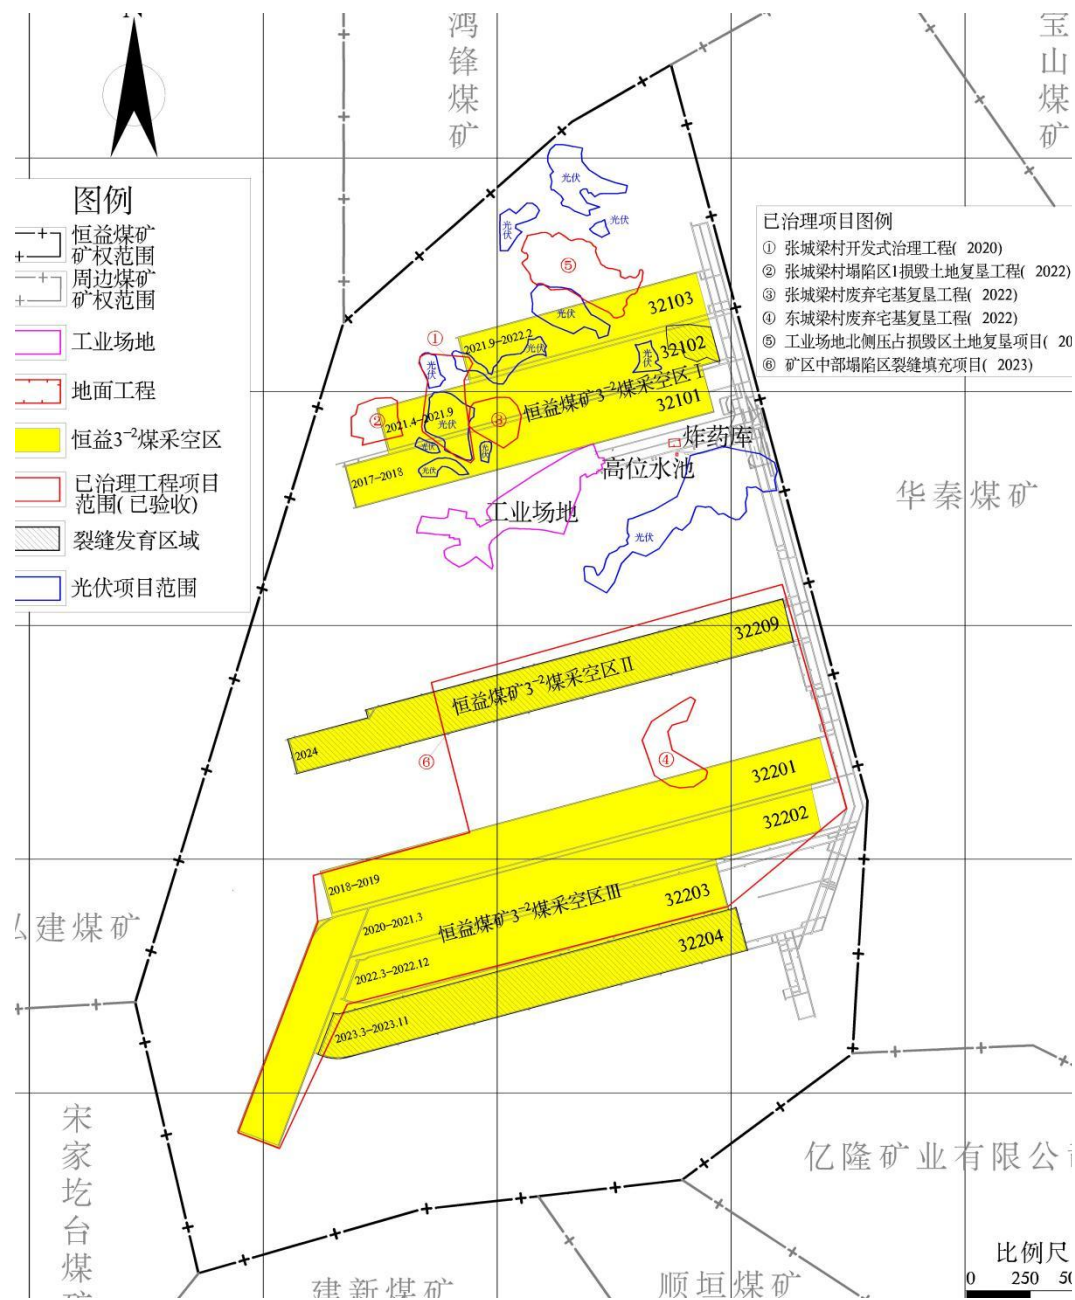 N
鸿锋煤矿
宝山煤矿
图例
恒益煤矿
矿权范围
周边煤矿
矿权范围
工业场地
地面工程
恒益3-2煤采空区
已治理工程项目
范围(已验收)
裂缝发育区域
光伏项目范围
已治理项目图例
① 张城梁村开发式治理工程( 2020)
② 张城梁村塌陷区1损毁土地复垦工程( 2022)
③ 张城梁村废弃宅基复垦工程( 2022)
④ 东城梁村废弃宅基复垦工程( 2022)
⑤ 工业场地北侧压占损毁区土地复垦项目( 20
⑥ 矿区中部塌陷区裂缝填充项目( 2023)
光伏
光伏
光伏
⑤
32103
光伏
①
2021.9-2022.2
光伏
光伏
32102
光伏
恒益煤矿3-2煤采空区Ⅰ
32101
②
2021.4-2021.9
光伏
③
光伏
光伏
光伏
2017-2018
炸药库
高位水池
工业场地
光伏
华秦煤矿
32209
恒益煤矿3-2煤采空区Ⅱ
2024
⑥
④
32201
32202
2018-2019
32203
2020-2021.3
恒益煤矿3-2煤采空区Ⅲ
32204
2022.3-2022.12
2023.3-2023.11
建煤矿
宋家圪台煤
亿隆矿业有限公
建新煤矿
顺垣煤矿
比例尺
0 250 50